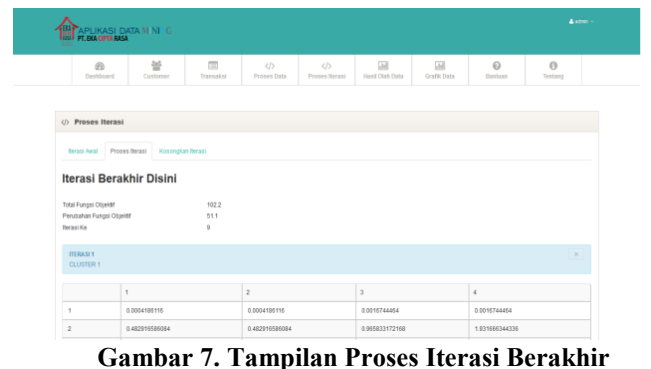 APLIKASI DATA MINING
PT. EKA CIPTA RASA
admin
Dashboard Customer Transaksi Proses Data Proses Iterasi Hasil Olah Data Grafik Data Bantuan Tentang
</> Proses Iterasi
Iterasi Awal Proses Iterasi Kosongkan Iterasi
Iterasi Berakhir Disini
Total Fungsi Objektif 102.2
Perubahan Fungsi Objektif 51.1
Iterasi Ke 9
ITERASI 1
CLUSTER 1
1 2 3 4
1 0.0004186116 0.0004186116 0.0016744464 0.0016744464
2 0.482916586084 0.482916586084 0.965833172168 1.931666344336
Gambar 7. Tampilan Proses Iterasi Berakhir